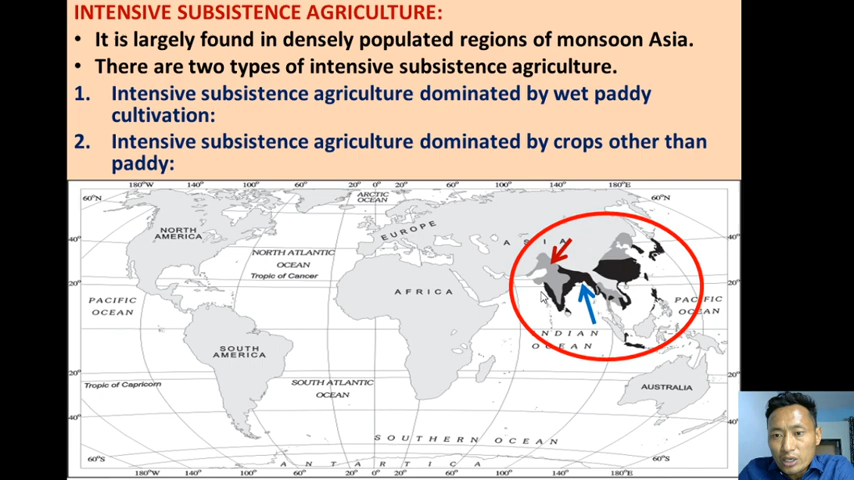 INTENSIVE SUBSISTENCE AGRICULTURE:
• It is largely found in densely populated regions of monsoon Asia.
• There are two types of intensive subsistence agriculture.
1. Intensive subsistence agriculture dominated by wet paddy
cultivation:
2. Intensive subsistence agriculture dominated by crops other than
paddy:
180°W 140° 100° 20° 0° 20° 60° 100° 140° 180°E
ARCTIC
OCEAN
60°N 60°N
NORTH
AMERICA
EUROPE
ASIA
40° 40°
NORTH ATLANTIC
OCEAN
Tropic of Cancer
20° 20°
AFRICA
PACIFIC
OCEAN
PACIFIC
OCEAN
INDIAN
OCEAN
SOUTH
AMERICA
20° 20°
Tropic of Capricorn
SOUTH ATLANTIC
OCEAN
AUSTRALIA
40° 40°
SOUTHERN OCEAN
60°S 60°S
ANTARTICA
180°W 140° 100° 20° 0° 20° 60° 100° 140° 180°E